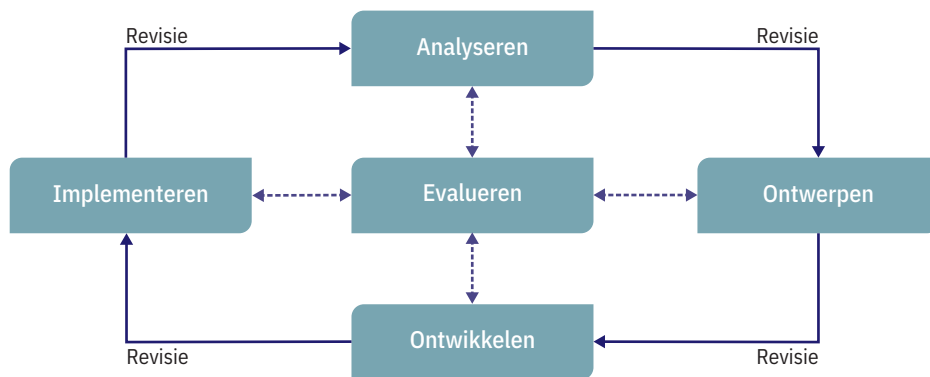 Revisie
Analyseren
Revisie
Implementeren
Evalueren
Ontwerpen
Ontwikkelen
Revisie
Revisie